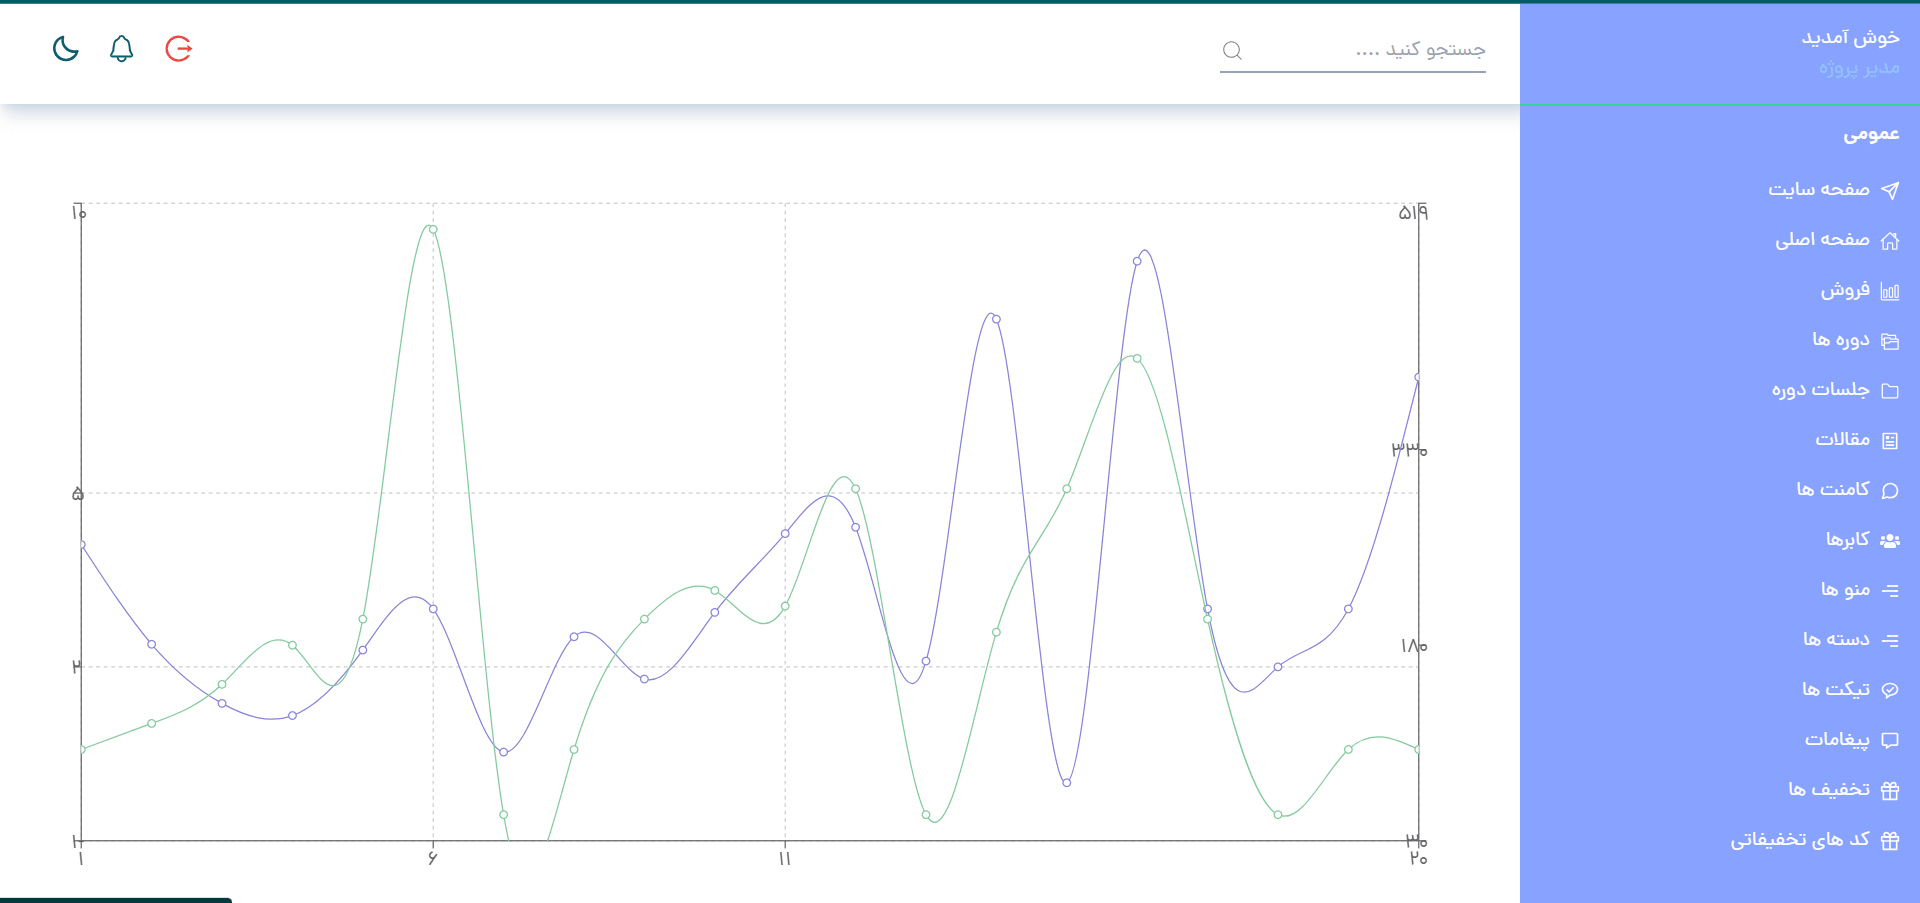 خوش آمدید
مدیر پروژه
جستجو کنید ....
عمومی
صفحه سایت
صفحه اصلی
فروش
دوره ها
جلسات دوره
مقالات
کامنت ها
کابرها
منو ها
دسته ها
تیکت ها
پیغامات
تخفیف ها
کد های تخفیفاتی
۵۱۹
۳۳۰
۱۸۰
۳۰
۱۰
۵
۲
-۱
۱
۶
۱۱
۲۰